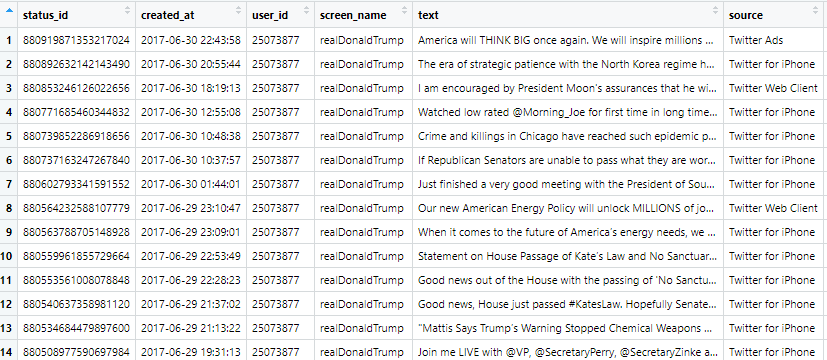 status_id created_at user_id screen_name text source
1 880919871353217024 2017-06-30 22:43:58 25073877 realDonaldTrump America will THINK BIG once again. We will inspire millions ... Twitter Ads
2 880892632142143490 2017-06-30 20:55:44 25073877 realDonaldTrump The era of strategic patience with the North Korea regime h... Twitter for iPhone
3 880853246126022656 2017-06-30 18:19:13 25073877 realDonaldTrump I am encouraged by President Moon's assurances that he wi... Twitter Web Client
4 880771685460344832 2017-06-30 12:55:08 25073877 realDonaldTrump Watched low rated @Morning_Joe for first time in long time... Twitter for iPhone
5 880739852286918656 2017-06-30 10:48:38 25073877 realDonaldTrump Crime and killings in Chicago have reached such epidemic p... Twitter for iPhone
6 880737163247267840 2017-06-30 10:37:57 25073877 realDonaldTrump If Republican Senators are unable to pass what they are wor... Twitter for iPhone
7 880602793341591552 2017-06-30 01:44:01 25073877 realDonaldTrump Just finished a very good meeting with the President of Sou... Twitter for iPhone
8 880564232588107779 2017-06-29 23:10:47 25073877 realDonaldTrump Our new American Energy Policy will unlock MILLIONS of jo... Twitter Web Client
9 880563788705148928 2017-06-29 23:09:01 25073877 realDonaldTrump When it comes to the future of America's energy needs, we ... Twitter for iPhone
10 880559961855729664 2017-06-29 22:53:49 25073877 realDonaldTrump Statement on House Passage of Kate's Law and No Sanctuar... Twitter for iPhone
11 880553561008078848 2017-06-29 22:28:23 25073877 realDonaldTrump Good news out of the House with the passing of 'No Sanctu... Twitter for iPhone
12 880540637358981120 2017-06-29 21:37:02 25073877 realDonaldTrump Good news, House just passed #KatesLaw. Hopefully Senate... Twitter for iPhone
13 880534684479897600 2017-06-29 21:13:22 25073877 realDonaldTrump "Mattis Says Trump's Warning Stopped Chemical Weapons ... Twitter for iPhone
14 880508977590697984 2017-06-29 19:31:13 25073877 realDonaldTrump Join me LIVE with @VP, @SecretaryPerry, @SecretaryZinke a... Twitter for iPhone